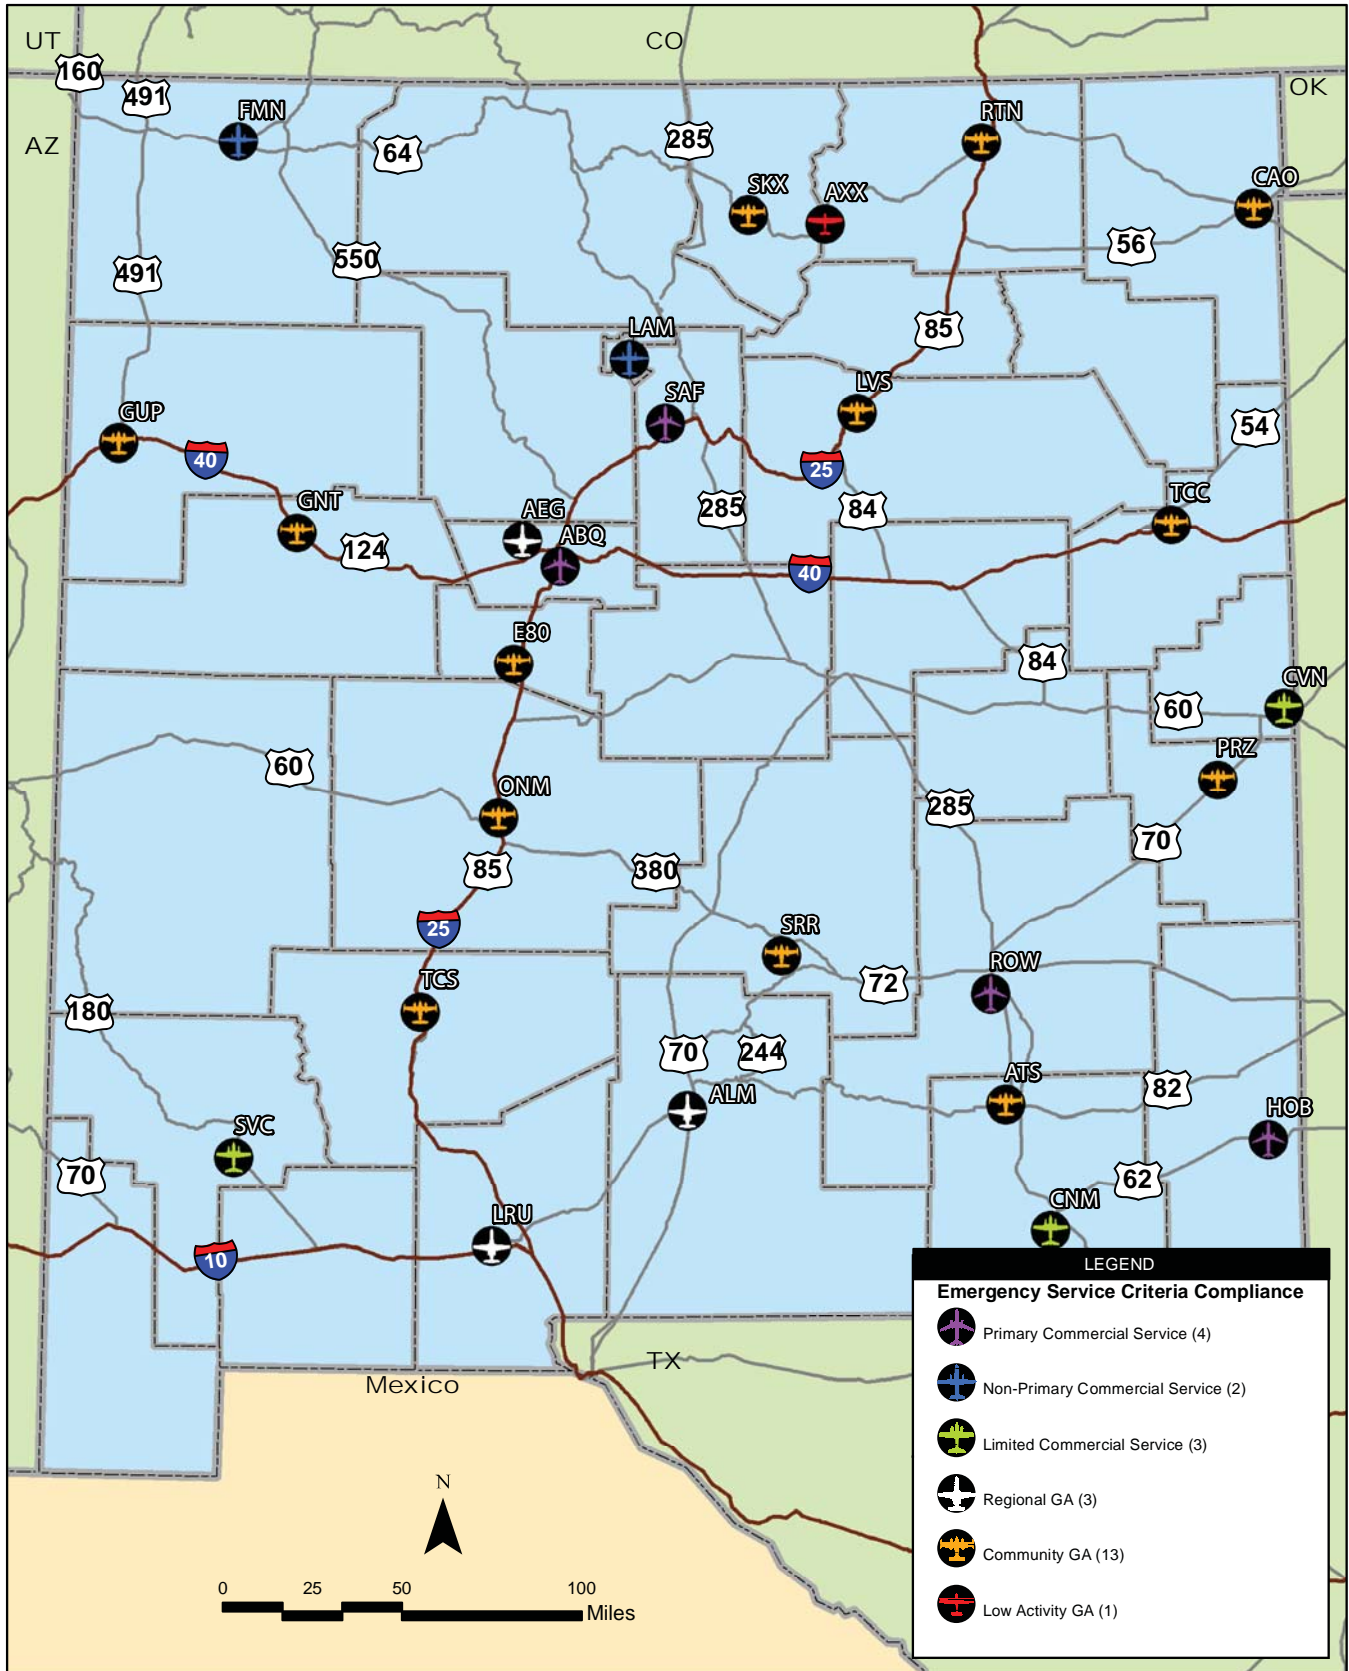 UT
CO
160
OK
491
FMN
RTN
AZ
285
64
SKX
AXX
CAO
56
550
491
LAM
85
SAF
LVS
GUP
54
40
25
GNT
TCC
AEG
285
84
ABQ
124
40
E80
84
CVN
60
PRZ
60
ONM
285
70
85
380
25
SRR
ROW
TCS
72
180
70
244
ATS
82
ALM
HOB
SVC
70
62
CNM
LRU
10
LEGEND
Emergency Service Criteria Compliance
Primary Commercial Service (4)
Non-Primary Commercial Service (2)
Limited Commercial Service (3)
Regional GA (3)
Community GA (13)
Low Activity GA (1)
TX
Mexico
N
0 25 50 100
Miles